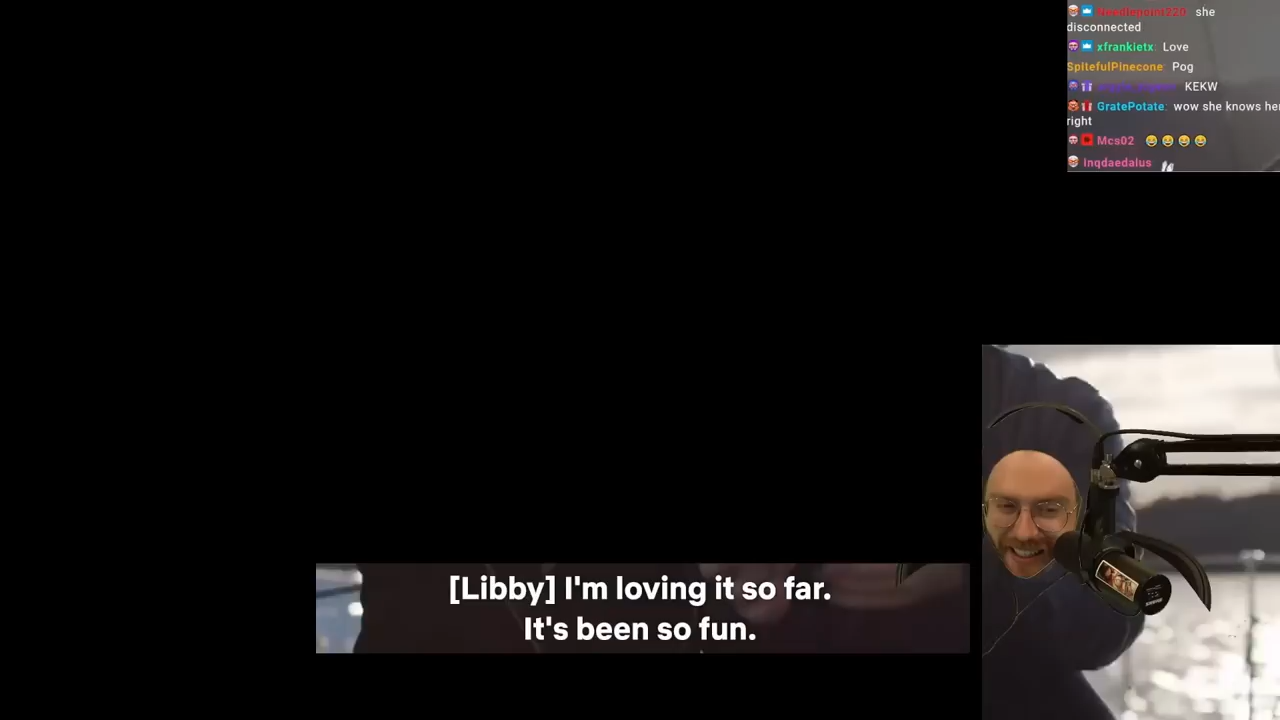 Needlepoint220 she
disconnected
xfrankietx: Love
SpitefulPinecone: Pog
KEKW
GratePotate: wow she knows her
right
Mcs02 😂 😂 😂 😂
Inqdaedalus
[Libby] I'm loving it so far.
It's been so fun.